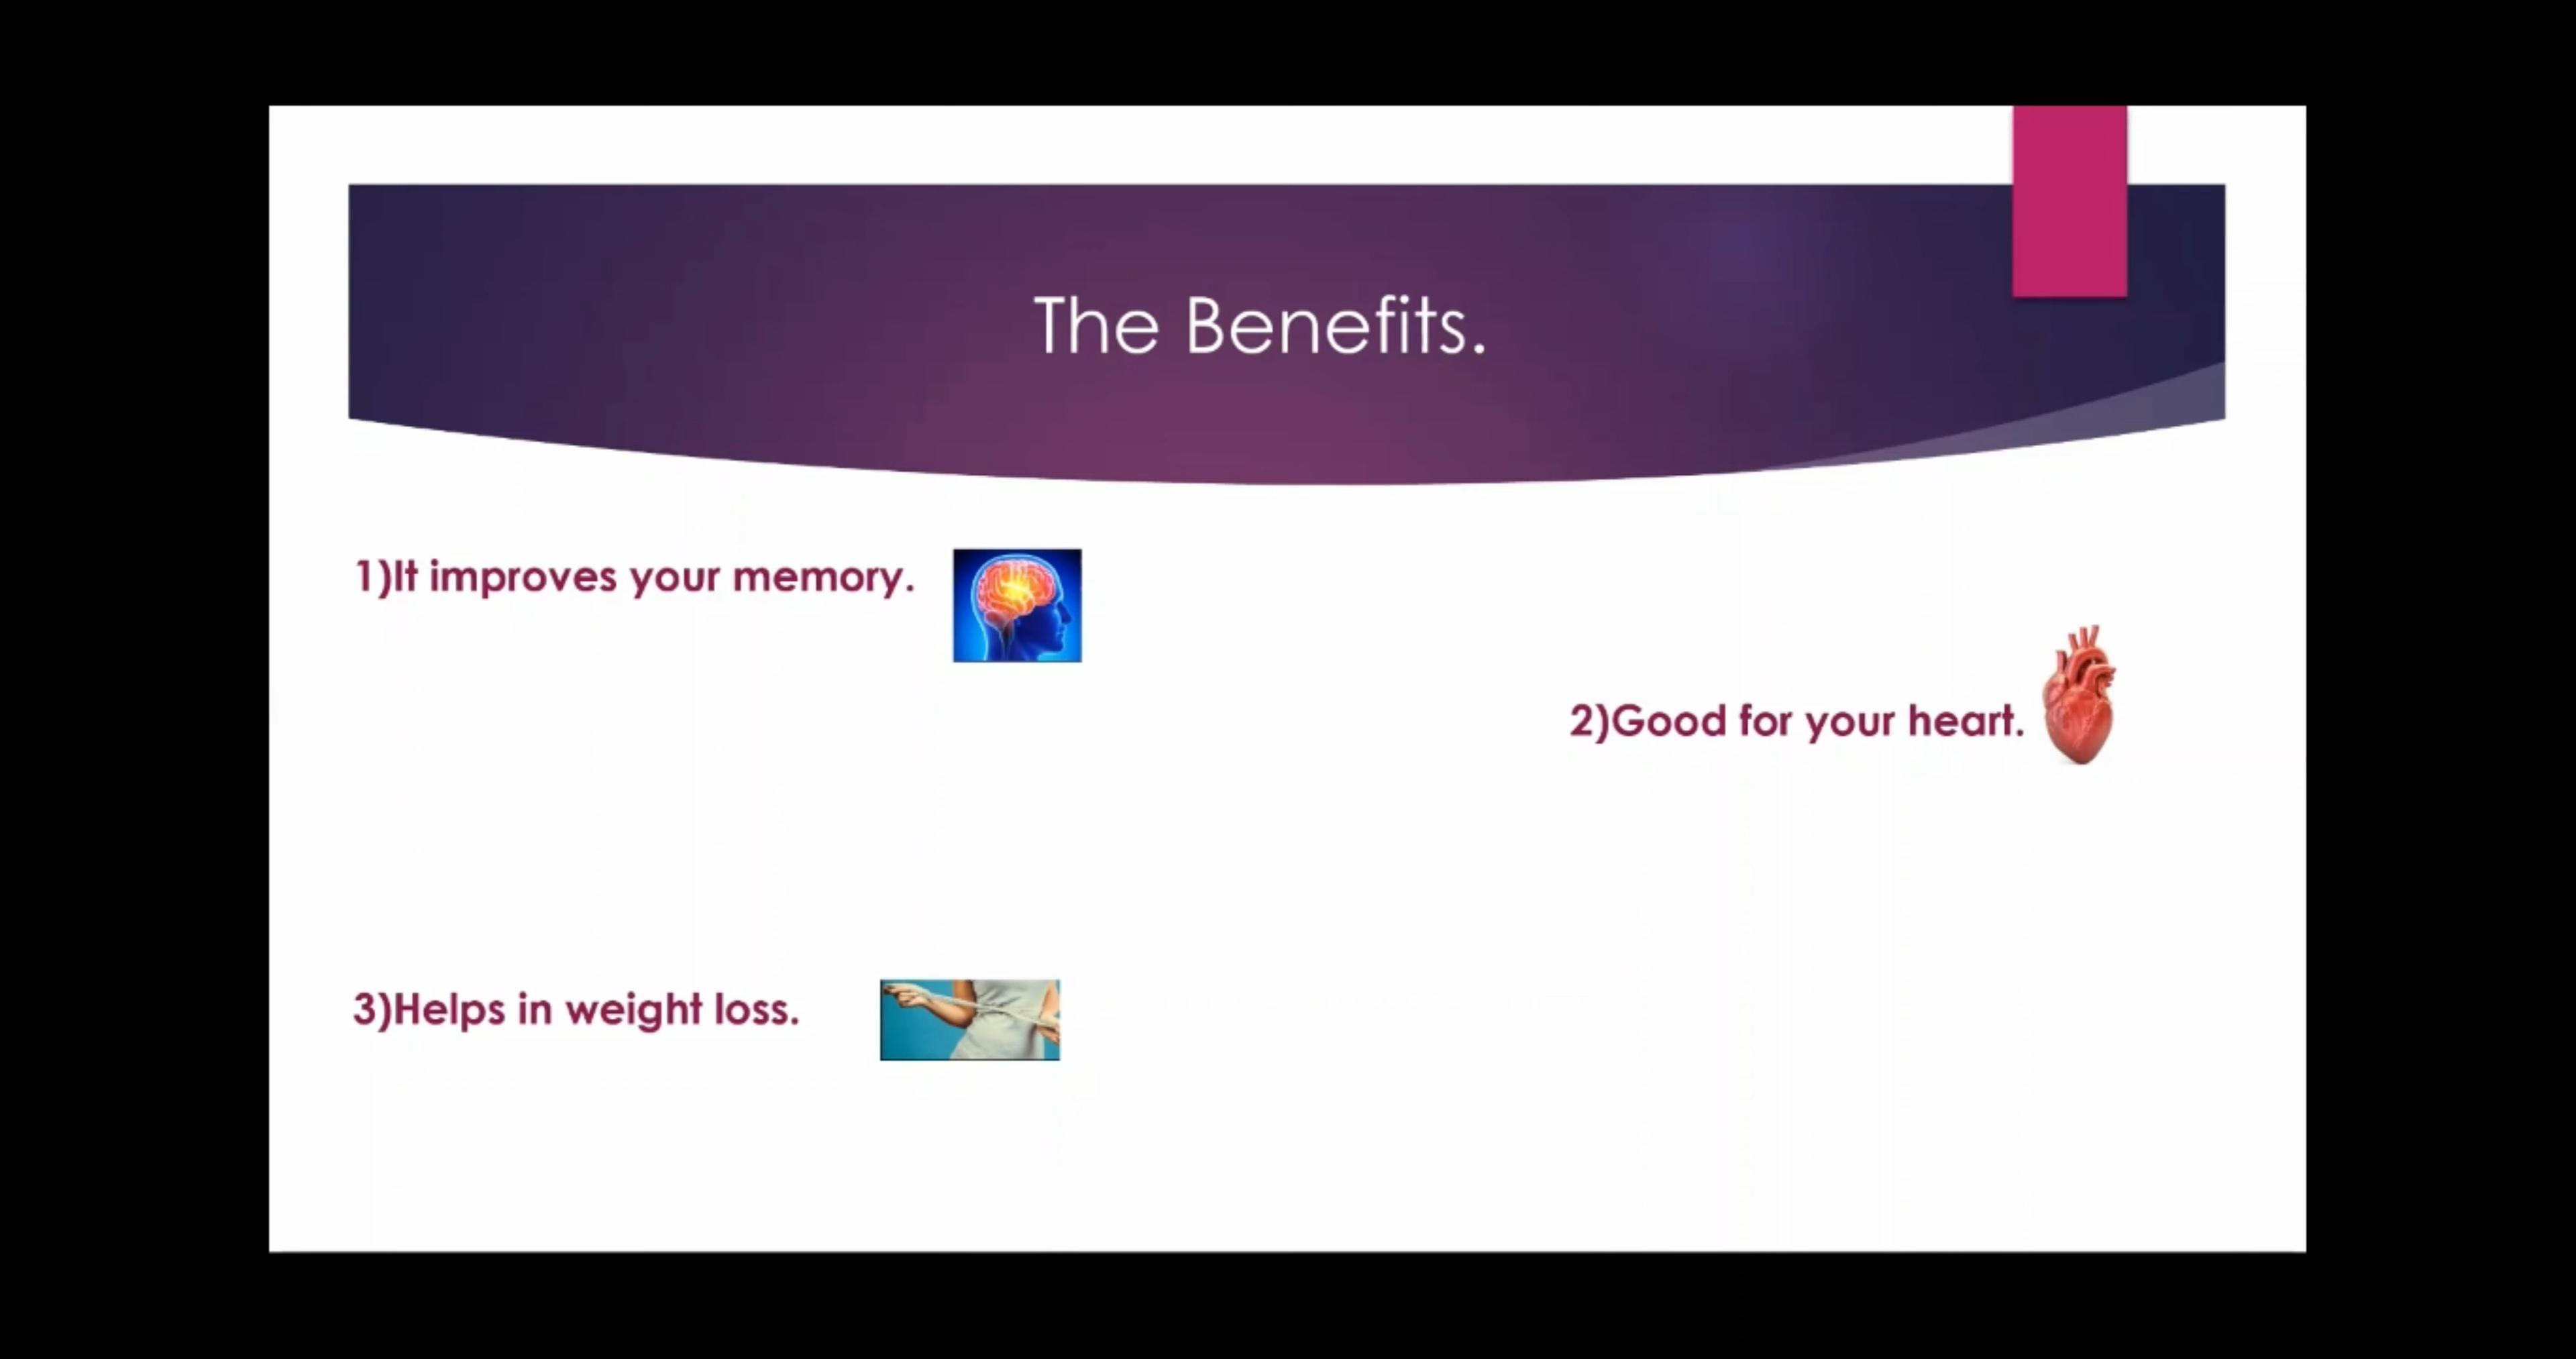 The Benefits.
1)It improves your memory.
2)Good for your heart.
3)Helps in weight loss.